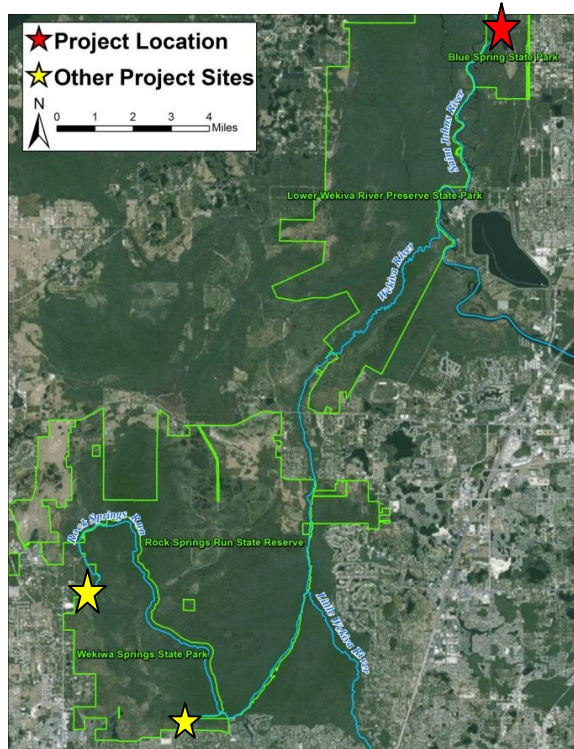 Project Location
Other Project Sites
N
0 1 2 3 4
Miles
Blue Spring State Park
Saint Johns River
Lower Wekiva River Preserve State Park
Wekiva River
Rock Springs Run
Rock Springs Run State Reserve
Little Wekiva River
Wekiwa Springs State Park